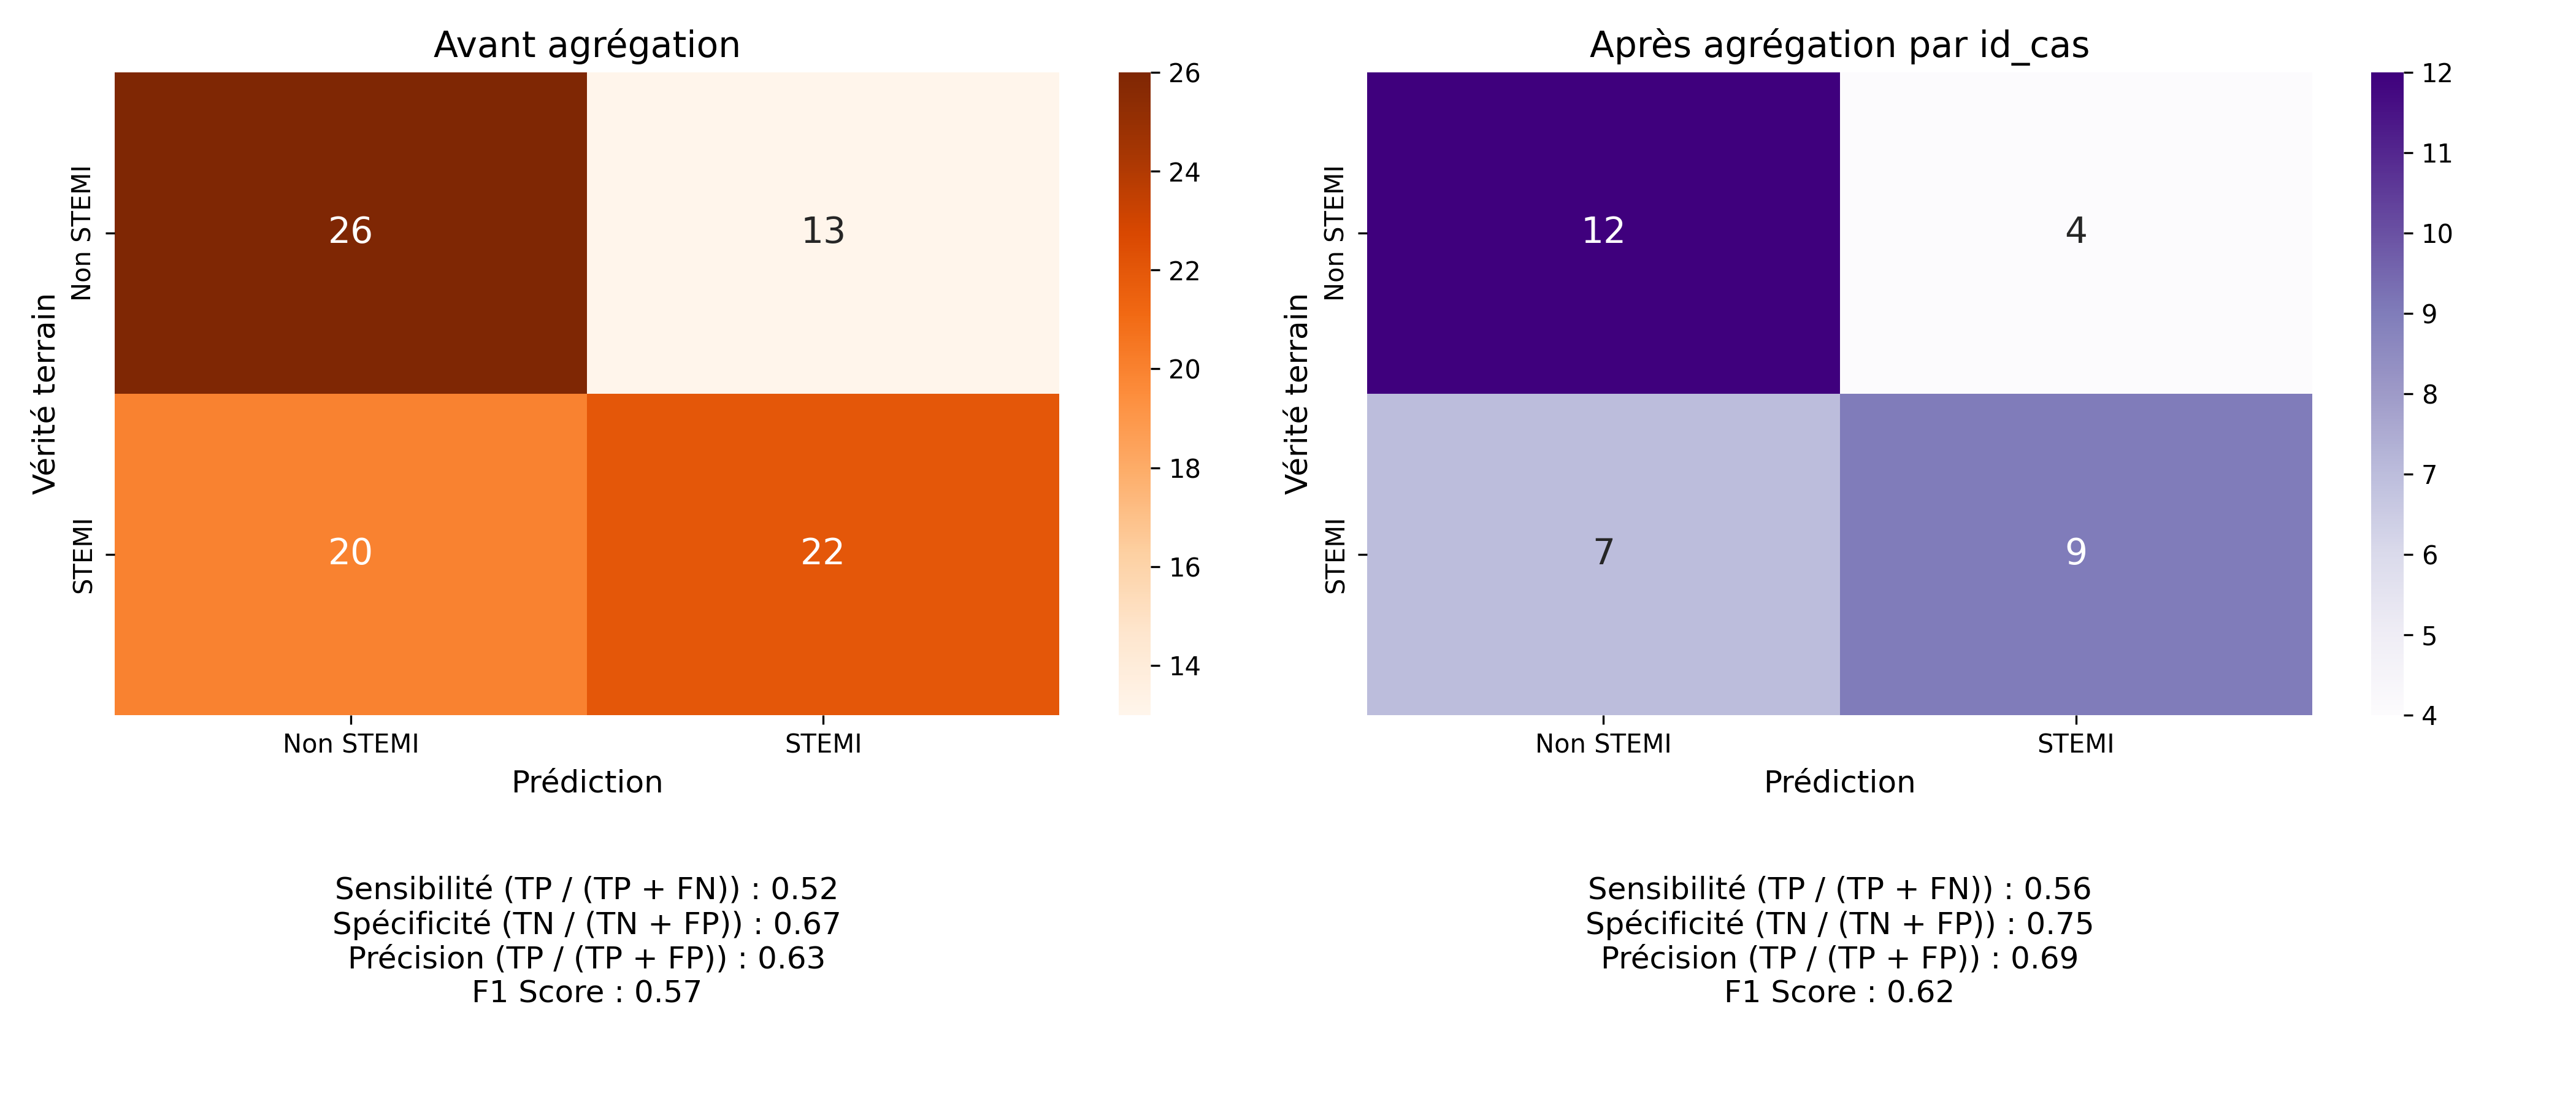 Avant agrégation
26
13
20
22
Non STEMI
STEMI
Vérité terrain
Non STEMI
STEMI
Prédiction
26
24
22
20
18
16
14
Sensibilité (TP / (TP + FN)) : 0.52
Spécificité (TN / (TN + FP)) : 0.67
Précision (TP / (TP + FP)) : 0.63
F1 Score : 0.57
Après agrégation par id_cas
12
4
7
9
Non STEMI
STEMI
Vérité terrain
Non STEMI
STEMI
Prédiction
12
11
10
9
8
7
6
5
4
Sensibilité (TP / (TP + FN)) : 0.56
Spécificité (TN / (TN + FP)) : 0.75
Précision (TP / (TP + FP)) : 0.69
F1 Score : 0.62